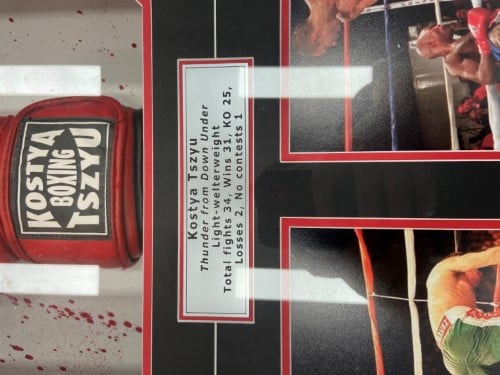 KOSTYA
BOXING
TSZYU
Kostya Tszyu
Thunder from Down Under
Light-welterweight
Total fights 34, Wins 31, KO 25,
Losses 2, No contests 1